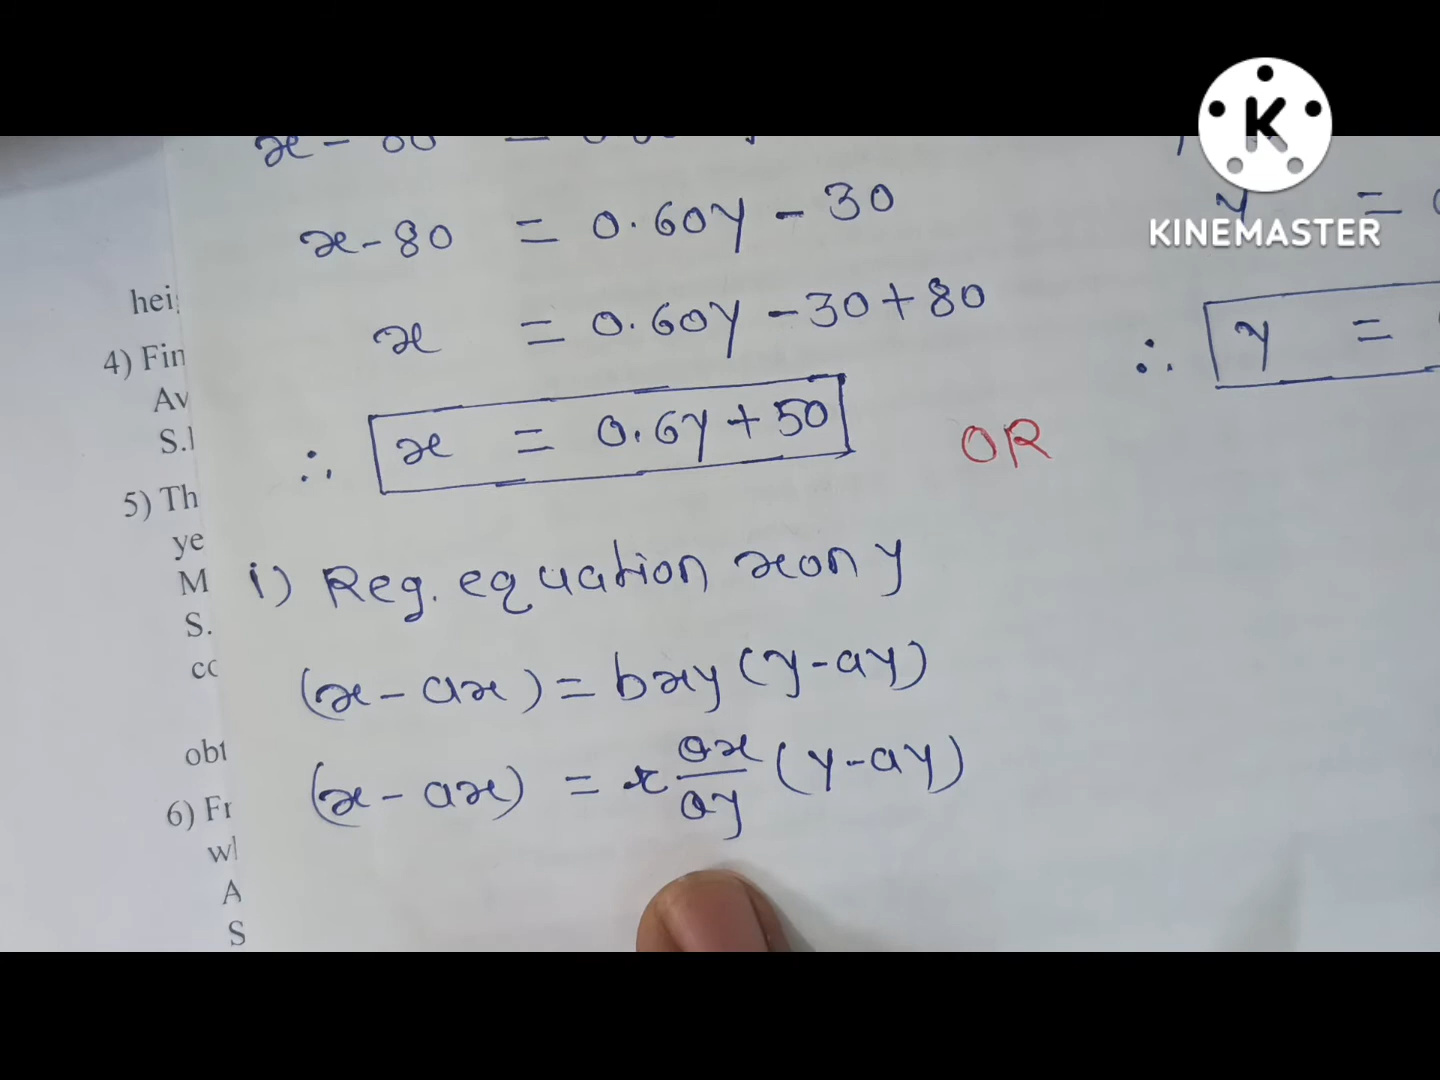 K
KINEMASTER
x - 80 = 0.60y - 30
y =
x = 0.60y - 30 + 80
∴ x = 0.6y + 50
∴ y =
OR
i) Reg. equation x on y
(x - ax) = bxy (y - ay)
(x - ax) = r σx/σy (y - ay)
hei
4) Fin
Av
S.
5) Th
ye
M
S.
cc
obt
6) Fr
wl
A
S